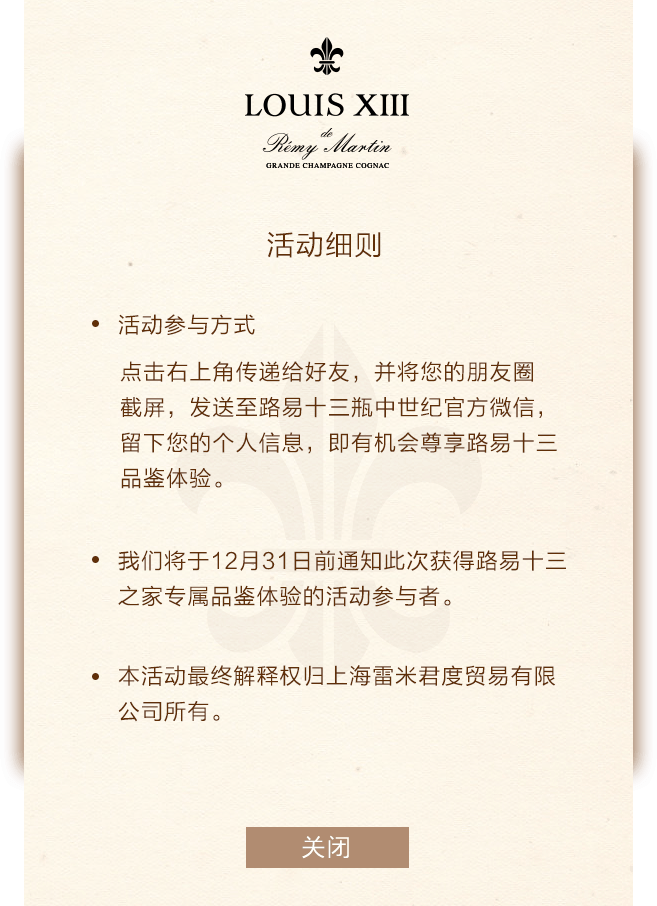 LOUIS XIII
de
Rémy Martin
GRANDE CHAMPAGNE COGNAC
活动细则
• 活动参与方式
点击右上角传递给好友，并将您的朋友圈
截屏，发送至路易十三瓶中世纪官方微信，
留下您的个人信息，即有机会尊享路易十三
品鉴体验。
• 我们将于12月31日前通知此次获得路易十三
之家专属品鉴体验的活动参与者。
• 本活动最终解释权归上海雷米君度贸易有限
公司所有。
关闭